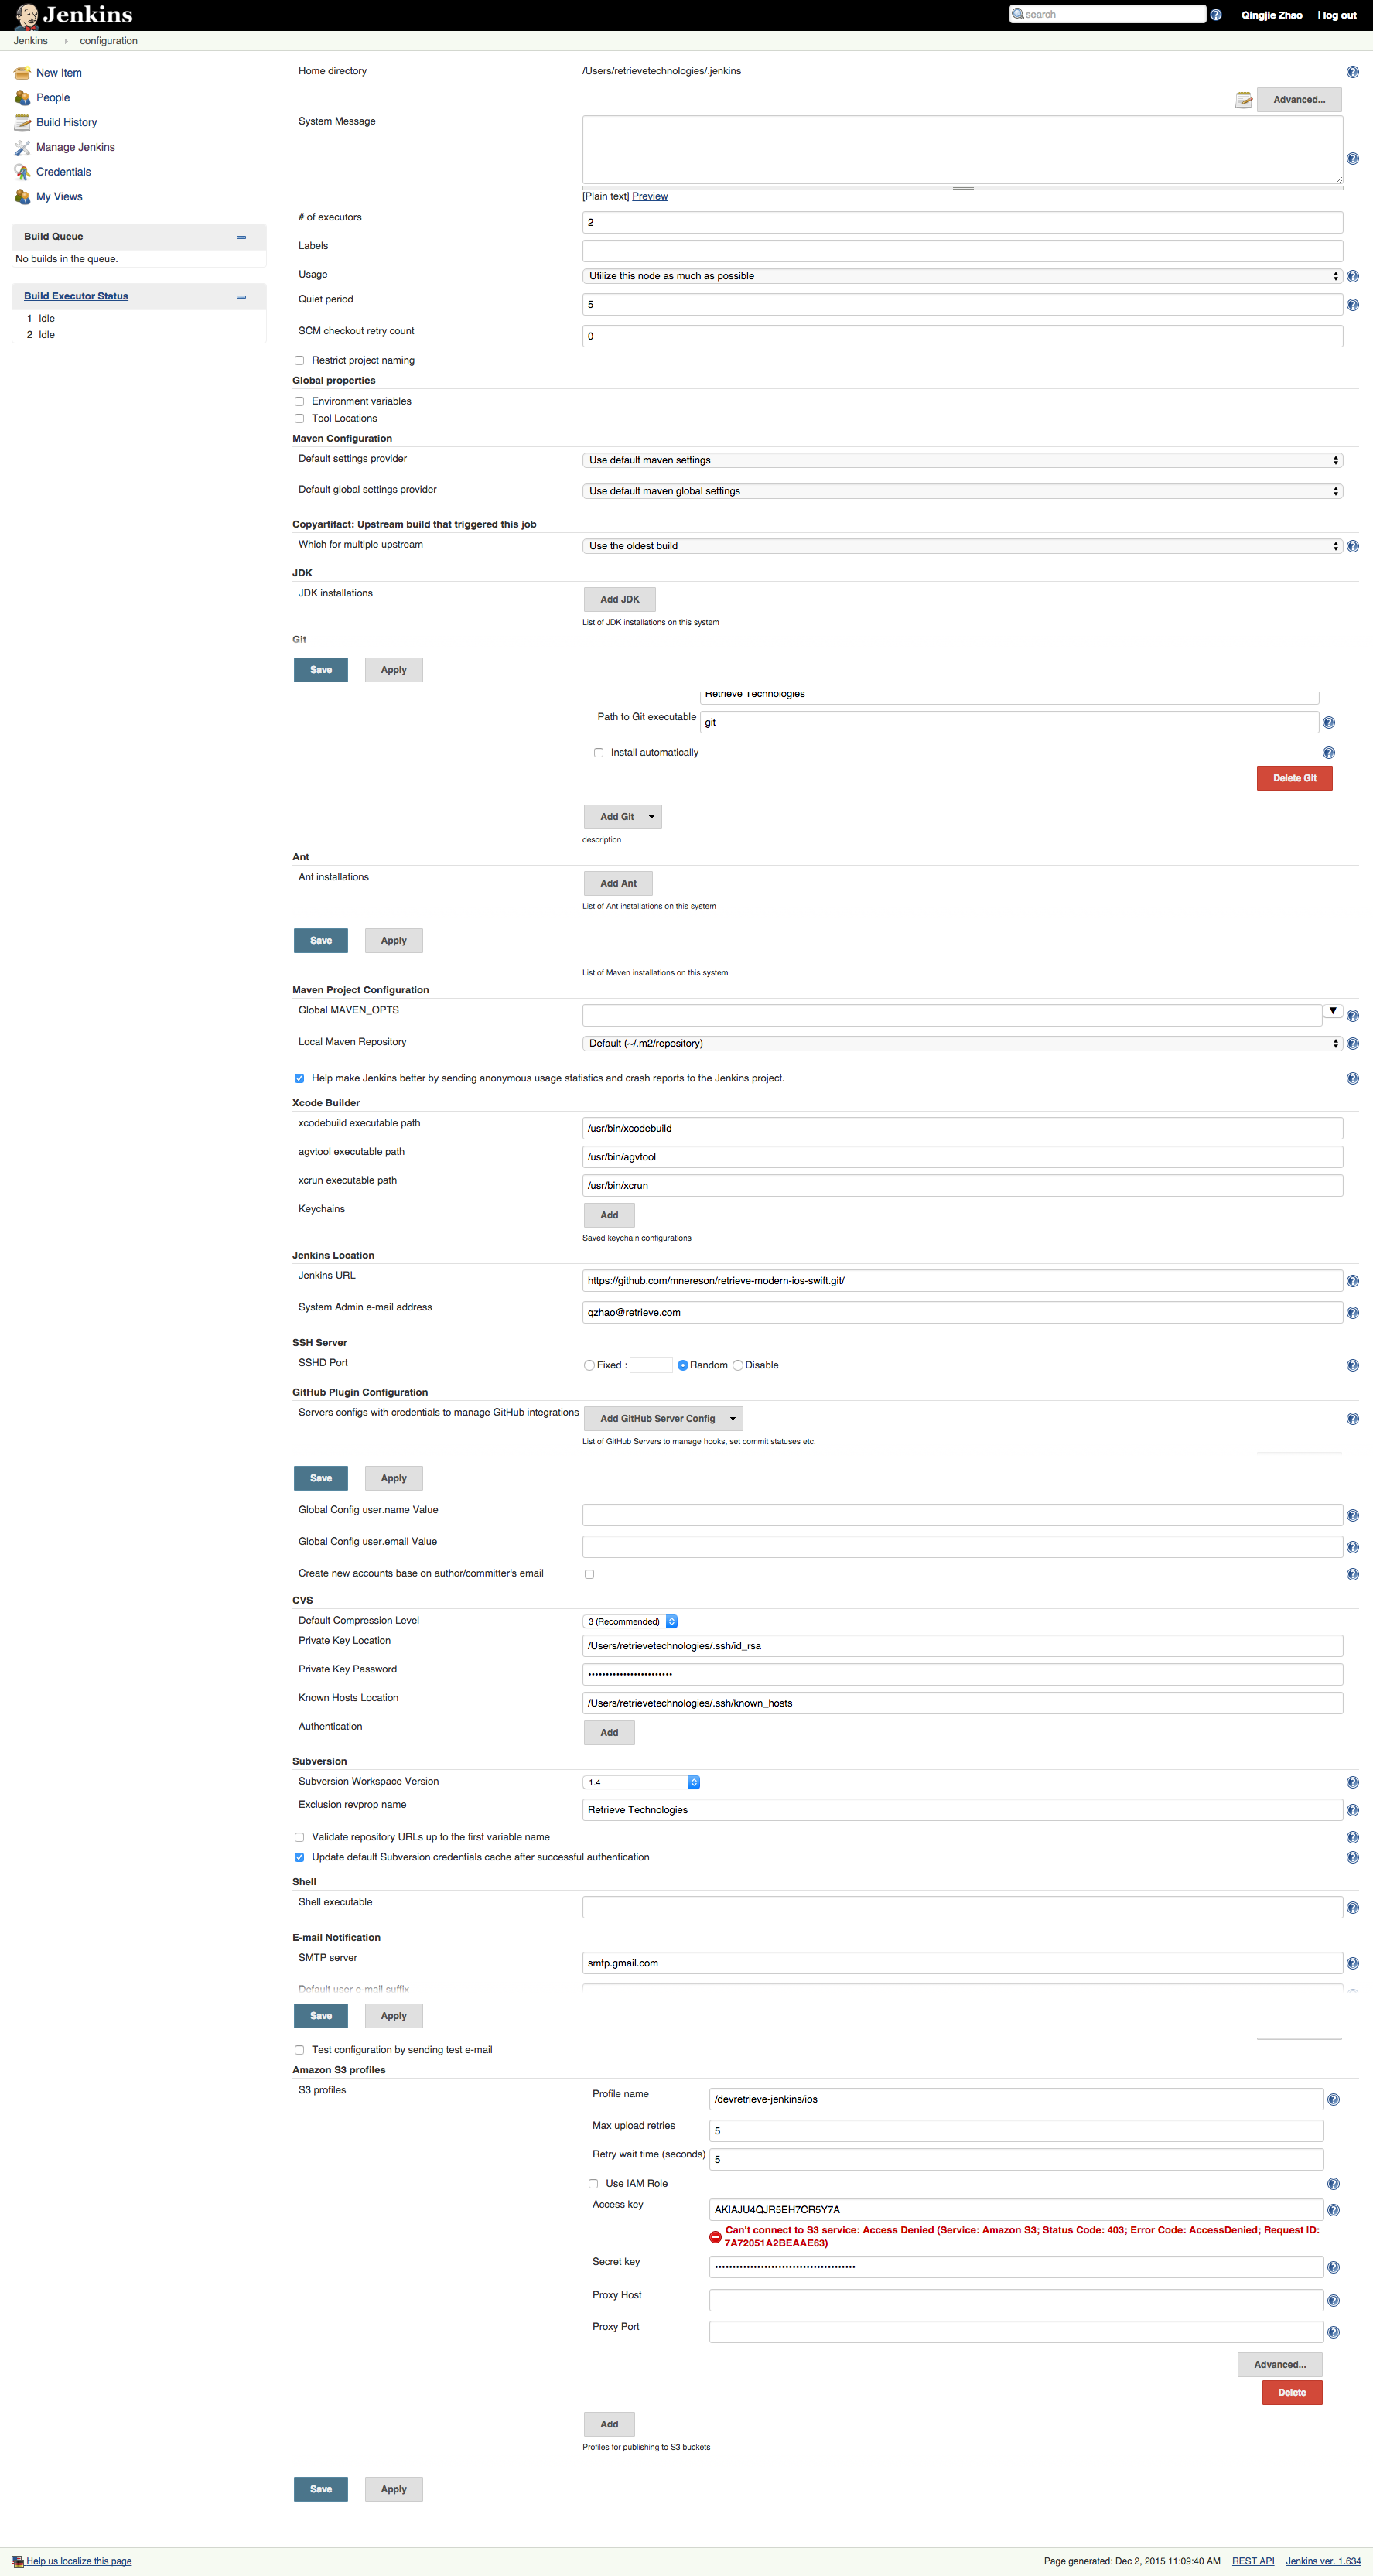 Jenkins
search
Qingjie Zhao
| log out
Jenkins
configuration
New Item
People
Build History
Manage Jenkins
Credentials
My Views
Build Queue
No builds in the queue.
Build Executor Status
1 Idle
2 Idle
Home directory
/Users/retrievetechnologies/.jenkins
Advanced...
System Message
[Plain text] Preview
# of executors
2
Labels
Usage
Utilize this node as much as possible
Quiet period
5
SCM checkout retry count
0
Restrict project naming
Global properties
Environment variables
Tool Locations
Maven Configuration
Default settings provider
Use default maven settings
Default global settings provider
Use default maven global settings
Copyartifact: Upstream build that triggered this job
Which for multiple upstream
Use the oldest build
JDK
JDK installations
Add JDK
List of JDK installations on this system
Git
Save
Apply
Retrieve Technologies
Path to Git executable
git
Install automatically
Delete Git
Add Git
description
Ant
Ant installations
Add Ant
List of Ant installations on this system
Save
Apply
List of Maven installations on this system
Maven Project Configuration
Global MAVEN_OPTS
Local Maven Repository
Default (~/.m2/repository)
Help make Jenkins better by sending anonymous usage statistics and crash reports to the Jenkins project.
Xcode Builder
xcodebuild executable path
/usr/bin/xcodebuild
agvtool executable path
/usr/bin/agvtool
xcrun executable path
/usr/bin/xcrun
Keychains
Add
Saved keychain configurations
Jenkins Location
Jenkins URL
https://github.com/mnereson/retrieve-modern-ios-swift.git/
System Admin e-mail address
qzhao@retrieve.com
SSH Server
SSHD Port
Fixed :
Random
Disable
GitHub Plugin Configuration
Servers configs with credentials to manage GitHub integrations
Add GitHub Server Config
List of GitHub Servers to manage hooks, set commit statuses etc.
Save
Apply
Global Config user.name Value
Global Config user.email Value
Create new accounts base on author/committer's email
CVS
Default Compression Level
3 (Recommended)
Private Key Location
/Users/retrievetechnologies/.ssh/id_rsa
Private Key Password
Known Hosts Location
/Users/retrievetechnologies/.ssh/known_hosts
Authentication
Add
Subversion
Subversion Workspace Version
1.4
Exclusion revprop name
Retrieve Technologies
Validate repository URLs up to the first variable name
Update default Subversion credentials cache after successful authentication
Shell
Shell executable
E-mail Notification
SMTP server
smtp.gmail.com
Default user e-mail suffix
Save
Apply
Test configuration by sending test e-mail
Amazon S3 profiles
S3 profiles
Profile name
/devretrieve-jenkins/ios
Max upload retries
5
Retry wait time (seconds)
5
Use IAM Role
Access key
AKIAJU4QJR5EH7CR5Y7A
Can't connect to S3 service: Access Denied (Service: Amazon S3; Status Code: 403; Error Code: AccessDenied; Request ID:
7A72051A2BEAAE63)
Secret key
Proxy Host
Proxy Port
Advanced...
Delete
Add
Profiles for publishing to S3 buckets
Save
Apply
Help us localize this page
Page generated: Dec 2, 2015 11:09:40 AM
REST API
Jenkins ver. 1.634